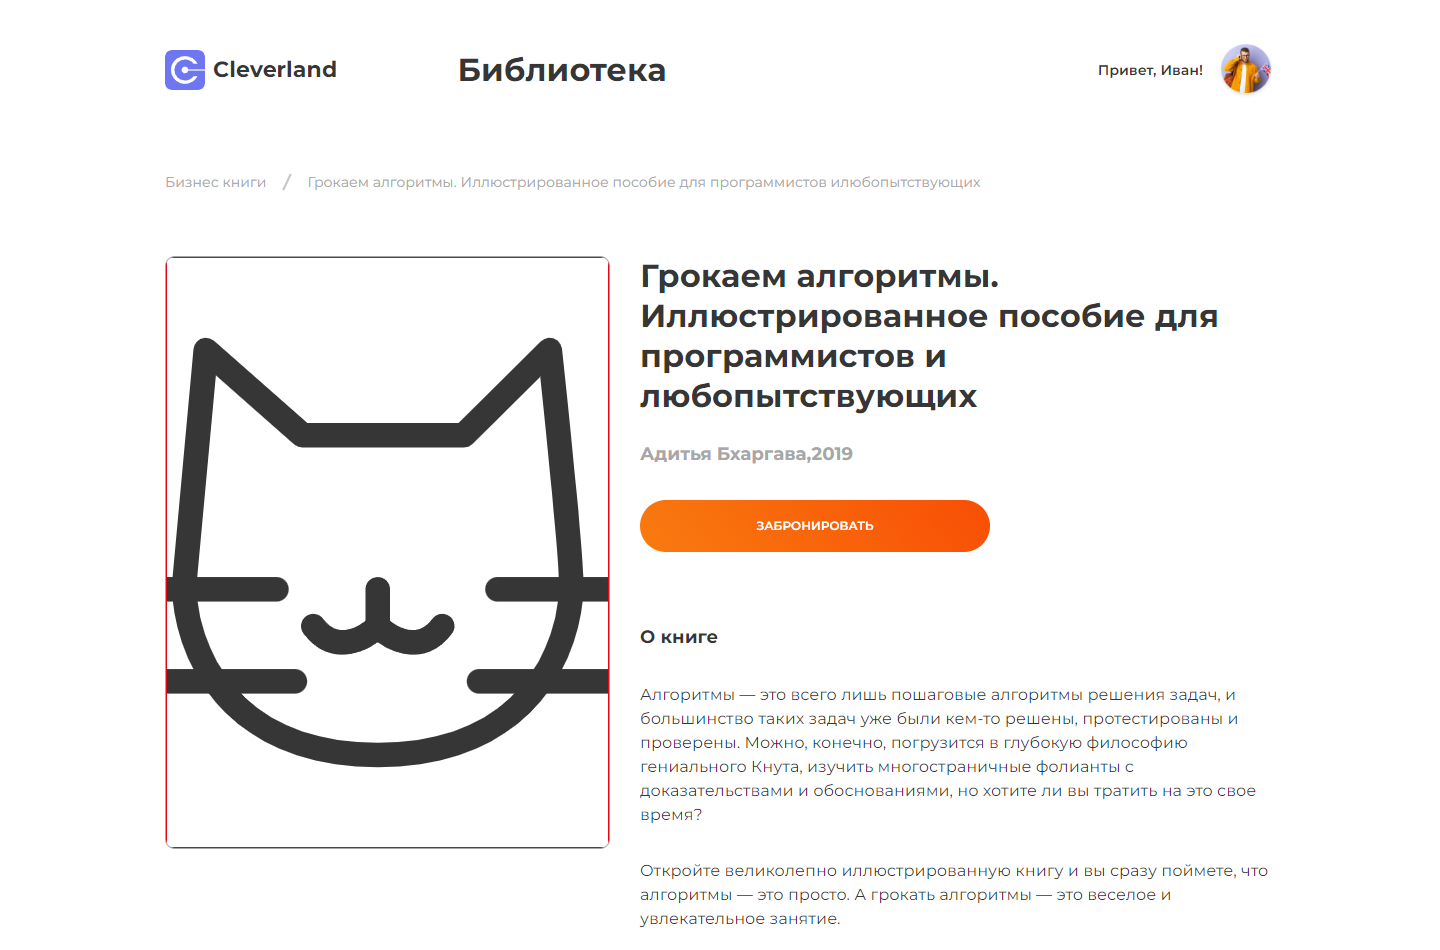 Cleverland
Библиотека
Привет, Иван!
Бизнес книги / Грокаем алгоритмы. Иллюстрированное пособие для программистов илюбопытствующих
Грокаем алгоритмы.
Иллюстрированное пособие для
программистов и
любопытствующих
Адитья Бхаргава,2019
ЗАБРОНИРОВАТЬ
О книге
Алгоритмы — это всего лишь пошаговые алгоритмы решения задач, и
большинство таких задач уже были кем-то решены, протестированы и
проверены. Можно, конечно, погрузится в глубокую философию
гениального Кнута, изучить многостраничные фолианты с
доказательствами и обоснованиями, но хотите ли вы тратить на это свое
время?
Откройте великолепно иллюстрированную книгу и вы сразу поймете, что
алгоритмы — это просто. А грокать алгоритмы — это веселое и
увлекательное занятие.